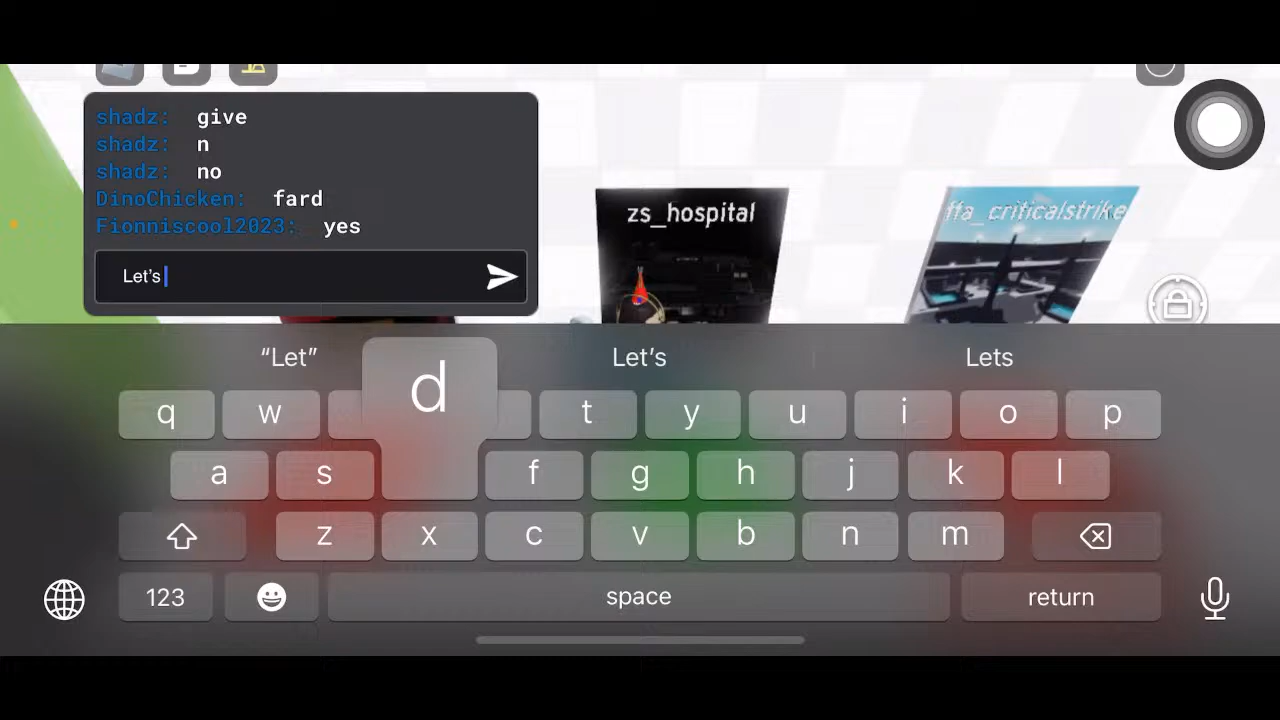 shadz: give
shadz: n
shadz: no
DinoChicken: fard
Fionniscool2023: yes
Let's
zs_hospital
ffa_criticalstrike
“Let” Let's Lets
d
q w t y u i o p
a s f g h j k l
z x c v b n m
123 space return